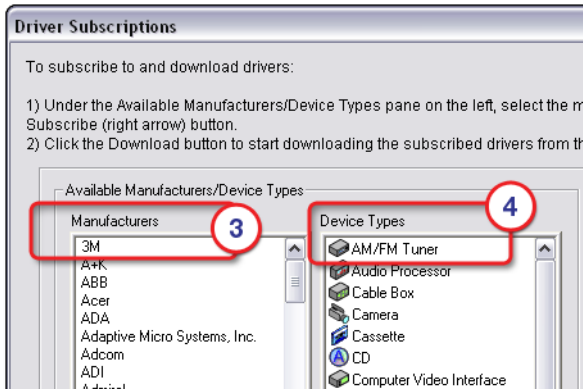 Driver Subscriptions
To subscribe to and download drivers:
1) Under the Available Manufacturers/Device Types pane on the left, select the
Subscribe (right arrow) button.
2) Click the Download button to start downloading the subscribed drivers from
Available Manufacturers/Device Types
Manufacturers 3
3M
A+K
ABB
Acer
ADA
Adaptive Micro Systems, Inc.
Adcom
ADI
Admiral
Device Types 4
AM/FM Tuner
Audio Processor
Cable Box
Camera
Cassette
CD
Computer Video Interface